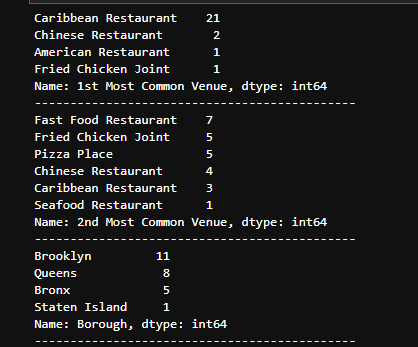 Caribbean Restaurant    21
Chinese Restaurant       2
American Restaurant      1
Fried Chicken Joint      1
Name: 1st Most Common Venue, dtype: int64
---------------------------------------------
Fast Food Restaurant    7
Fried Chicken Joint     5
Pizza Place             5
Chinese Restaurant      4
Caribbean Restaurant    3
Seafood Restaurant      1
Name: 2nd Most Common Venue, dtype: int64
---------------------------------------------
Brooklyn         11
Queens            8
Bronx             5
Staten Island     1
Name: Borough, dtype: int64
---------------------------------------------